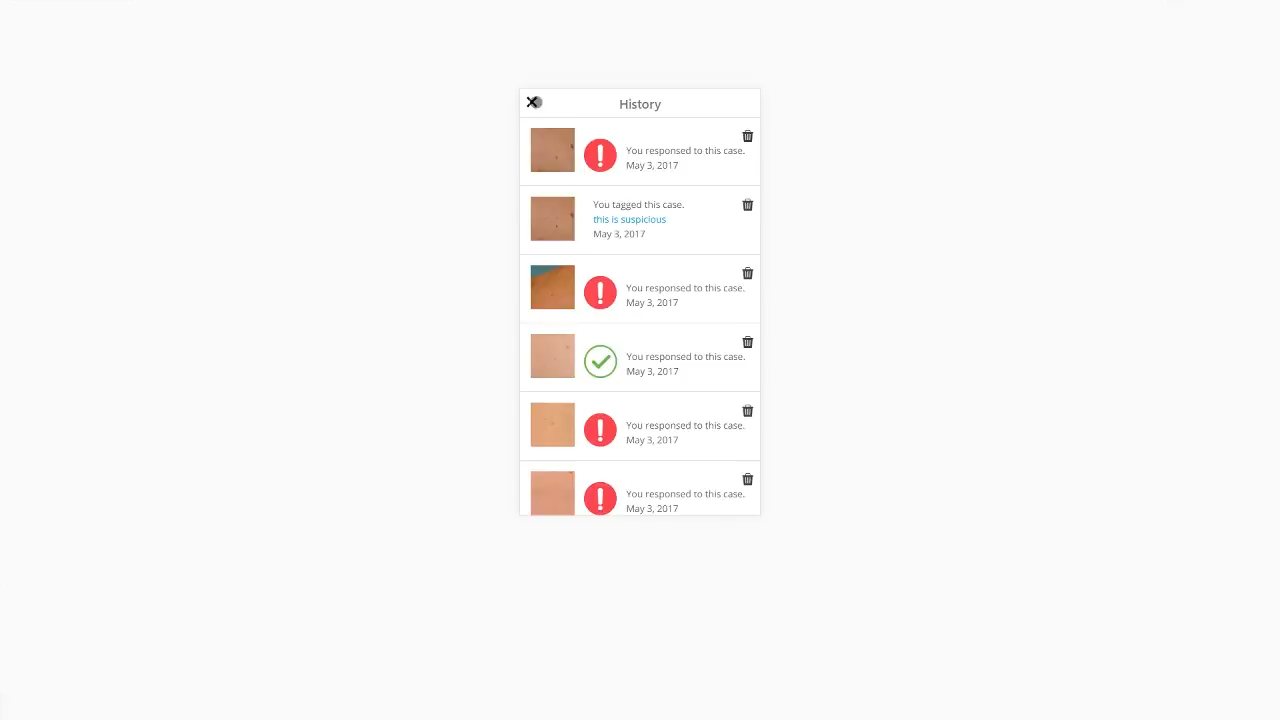 History
You responsed to this case.
May 3, 2017
You tagged this case.
this is suspicious
May 3, 2017
You responsed to this case.
May 3, 2017
You responsed to this case.
May 3, 2017
You responsed to this case.
May 3, 2017
You responsed to this case.
May 3, 2017